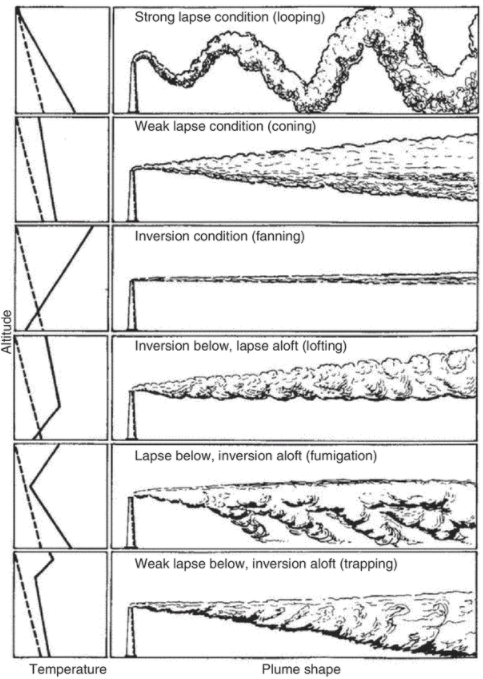 Strong lapse condition (looping)
Weak lapse condition (coning)
Inversion condition (fanning)
Inversion below, lapse aloft (lofting)
Lapse below, inversion aloft (fumigation)
Weak lapse below, inversion aloft (trapping)
Altitude
Temperature
Plume shape